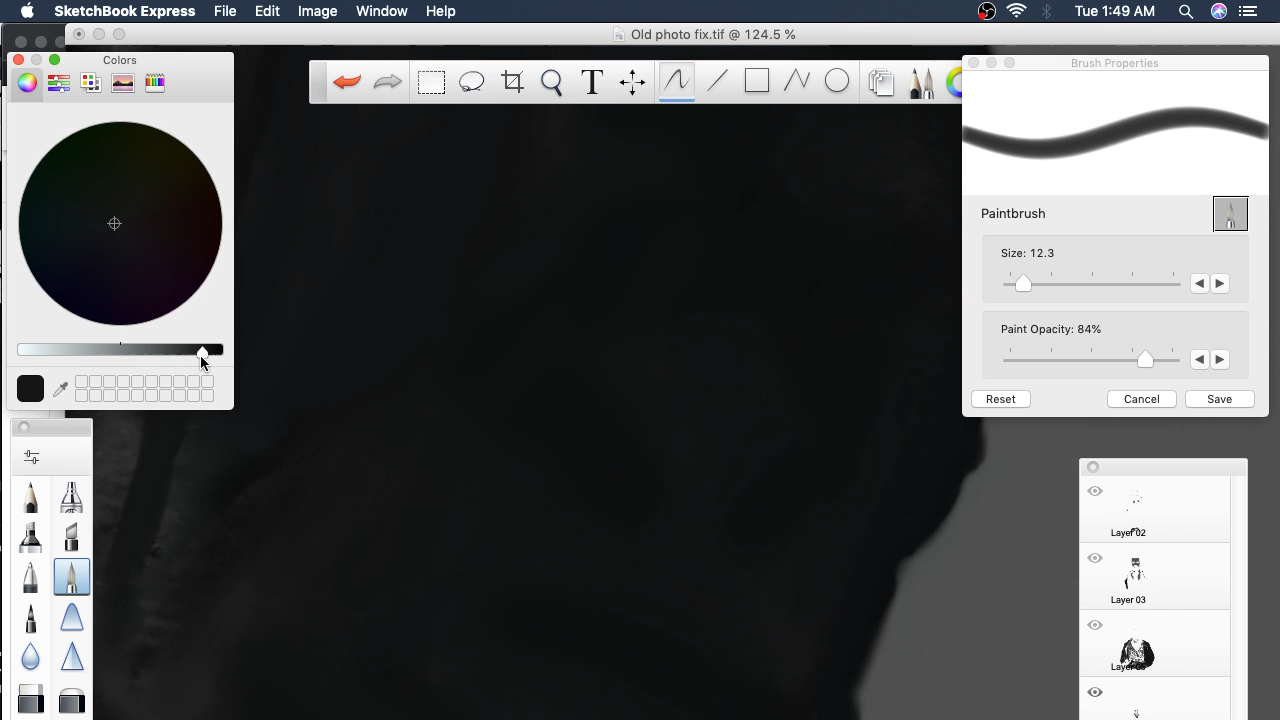 SketchBook Express File Edit Image Window Help Tue 1:49 AM
Old photo fix.tif @ 124.5 %
Colors
T
Brush Properties
Paintbrush
Size: 12.3
Paint Opacity: 84%
Reset Cancel Save
Layer 02
Layer 03